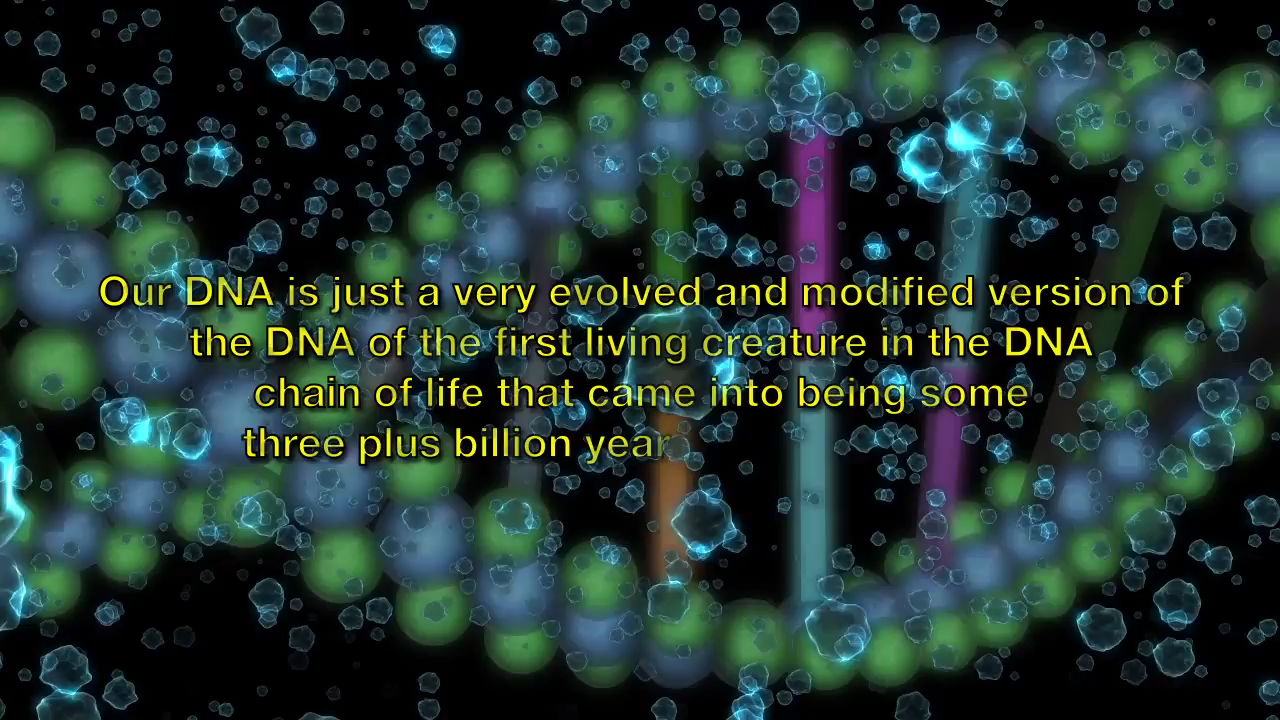 Our DNA is just a very evolved and modified version of
the DNA of the first living creature in the DNA
chain of life that came into being some
three plus billion year